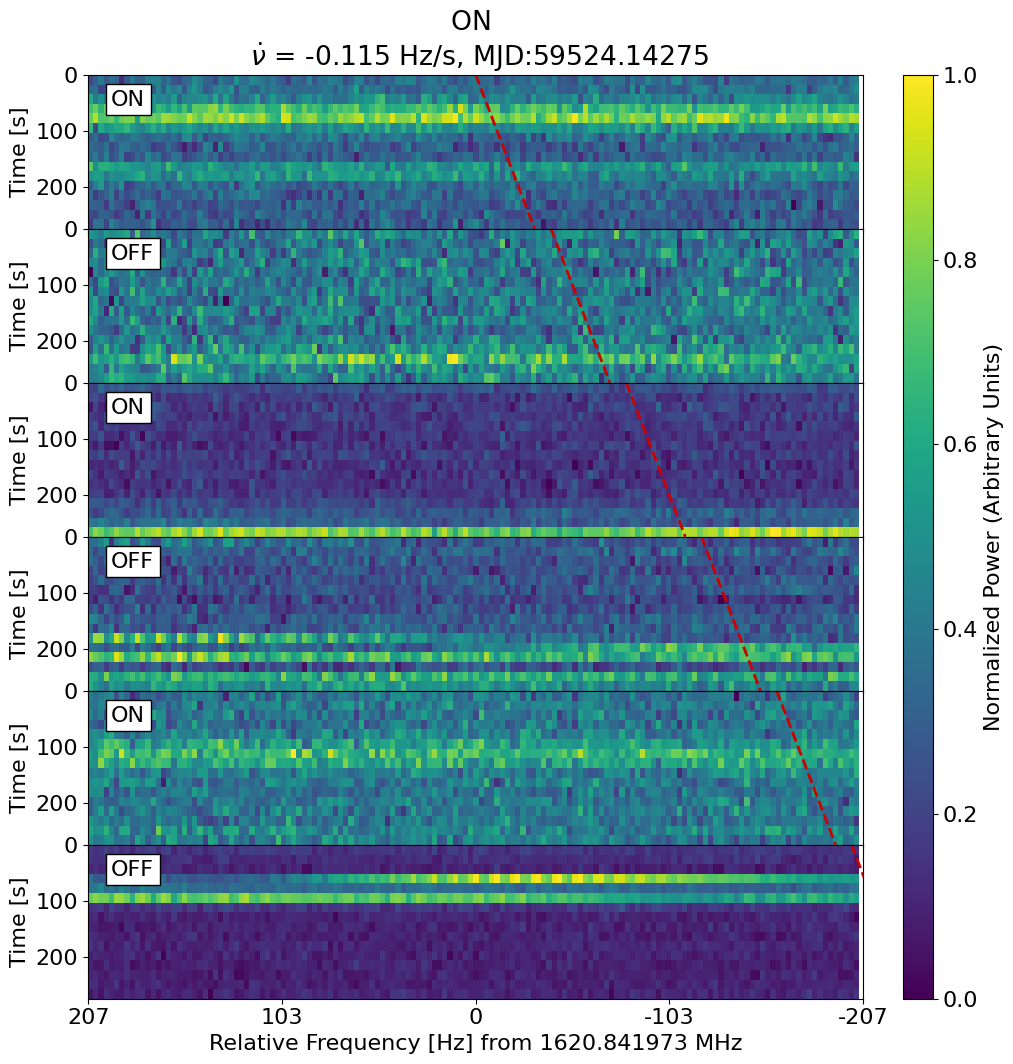 ON
ν̇ = -0.115 Hz/s, MJD:59524.14275
0
ON
Time [s]
100
200
0
OFF
Time [s]
100
200
0
ON
Time [s]
100
200
0
OFF
Time [s]
100
200
0
ON
Time [s]
100
200
0
OFF
Time [s]
100
200
207
103
0
-103
-207
Relative Frequency [Hz] from 1620.841973 MHz
1.0
0.8
0.6
0.4
0.2
0.0
Normalized Power (Arbitrary Units)